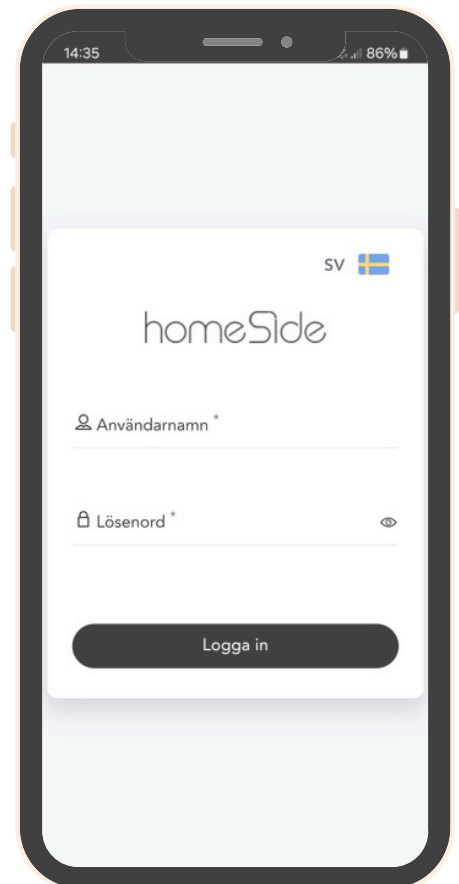 14:35 86%
SV
homeSide
Användarnamn *
Lösenord *
Logga in